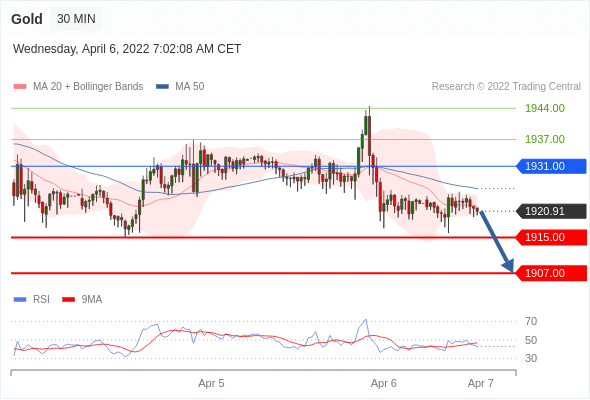 Gold 30 MIN
Wednesday, April 6, 2022 7:02:08 AM CET
MA 20 + Bollinger Bands MA 50 Research © 2022 Trading Central
1944.00
1937.00
1931.00
1920.91
1915.00
1907.00
RSI 9MA
70
50
30
Apr 5 Apr 6 Apr 7